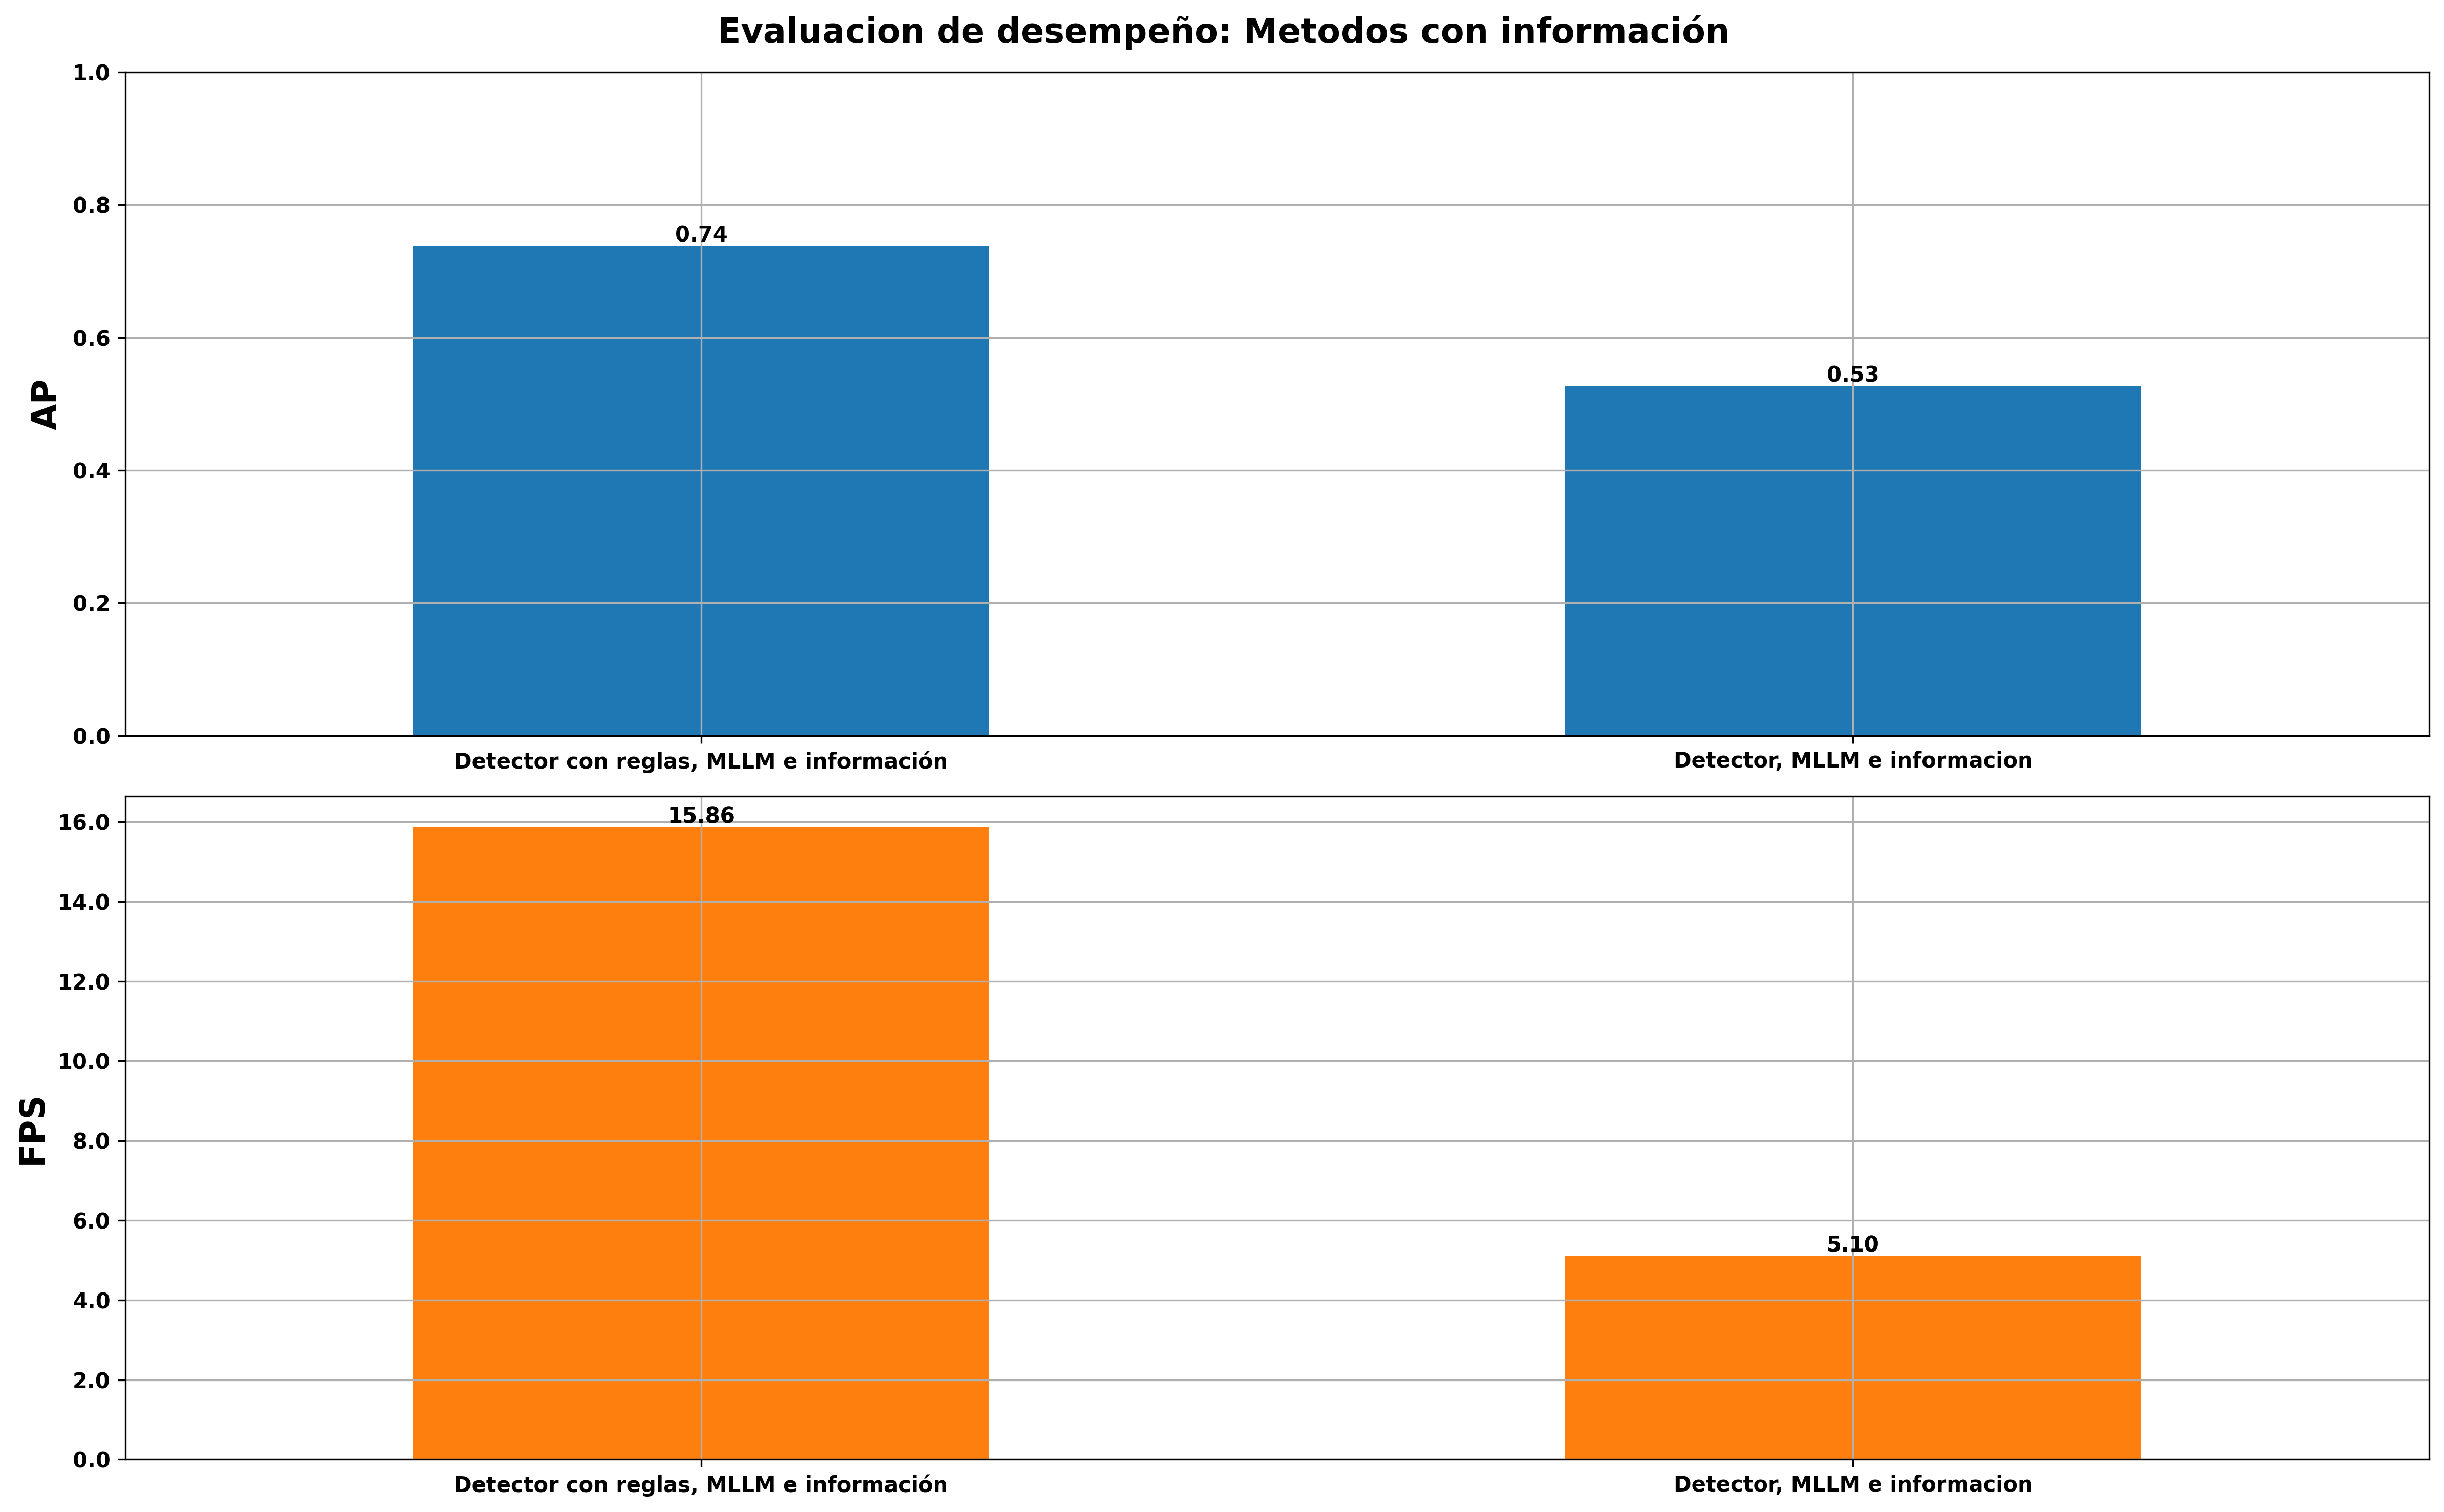 Evaluacion de desempeño: Metodos con información
1.0
0.8
0.6
0.4
0.2
0.0
AP
0.74
0.53
Detector con reglas, MLLM e información
Detector, MLLM e informacion
16.0
14.0
12.0
10.0
8.0
6.0
4.0
2.0
0.0
FPS
15.86
5.10
Detector con reglas, MLLM e información
Detector, MLLM e informacion